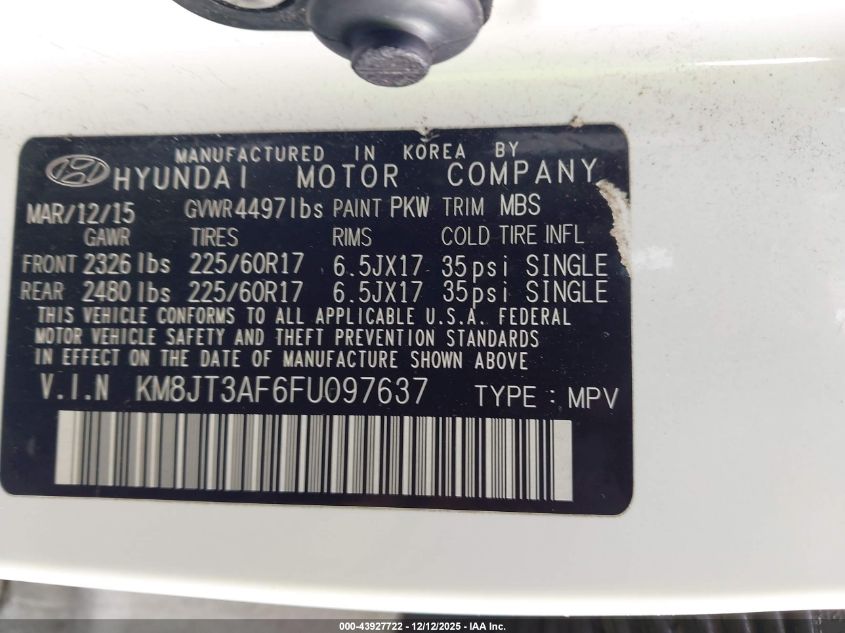 MANUFACTURED IN KOREA BY
HYUNDAI MOTOR COMPANY
MAR/12/15 GVWR 4497lbs PAINT PKW TRIM MBS
GAWR TIRES RIMS COLD TIRE INFL
FRONT 2326 lbs 225/60R17 6.5JX17 35psi SINGLE
REAR 2480 lbs 225/60R17 6.5JX17 35psi SINGLE
THIS VEHICLE CONFORMS TO ALL APPLICABLE U.S.A. FEDERAL
MOTOR VEHICLE SAFETY AND THEFT PREVENTION STANDARDS
IN EFFECT ON THE DATE OF MANUFACTURE SHOWN ABOVE
V.I.N KM8JT3AF6FU097637 TYPE : MPV
000-43927722 - 12/12/2025 - IAA Inc.